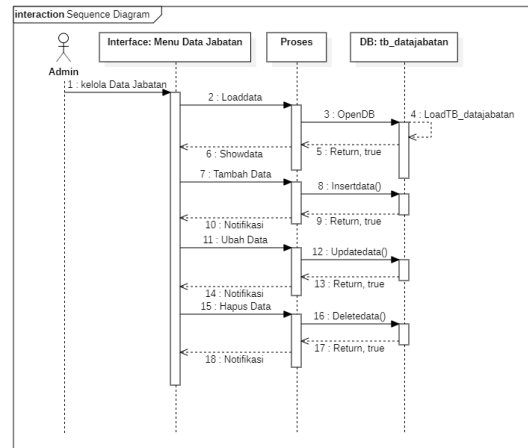 interaction Sequence Diagram
Admin
Interface: Menu Data Jabatan
Proses
DB: tb_datajabatan
1 : kelola Data Jabatan
2 : Loaddata
3 : OpenDB
4 : LoadTB_datajabatan
5 : Return, true
6 : Showdata
7 : Tambah Data
8 : Insertdata()
9 : Return, true
10 : Notifikasi
11 : Ubah Data
12 : Updatedata()
13 : Return, true
14 : Notifikasi
15 : Hapus Data
16 : Deletedata()
17 : Return, true
18 : Notifikasi